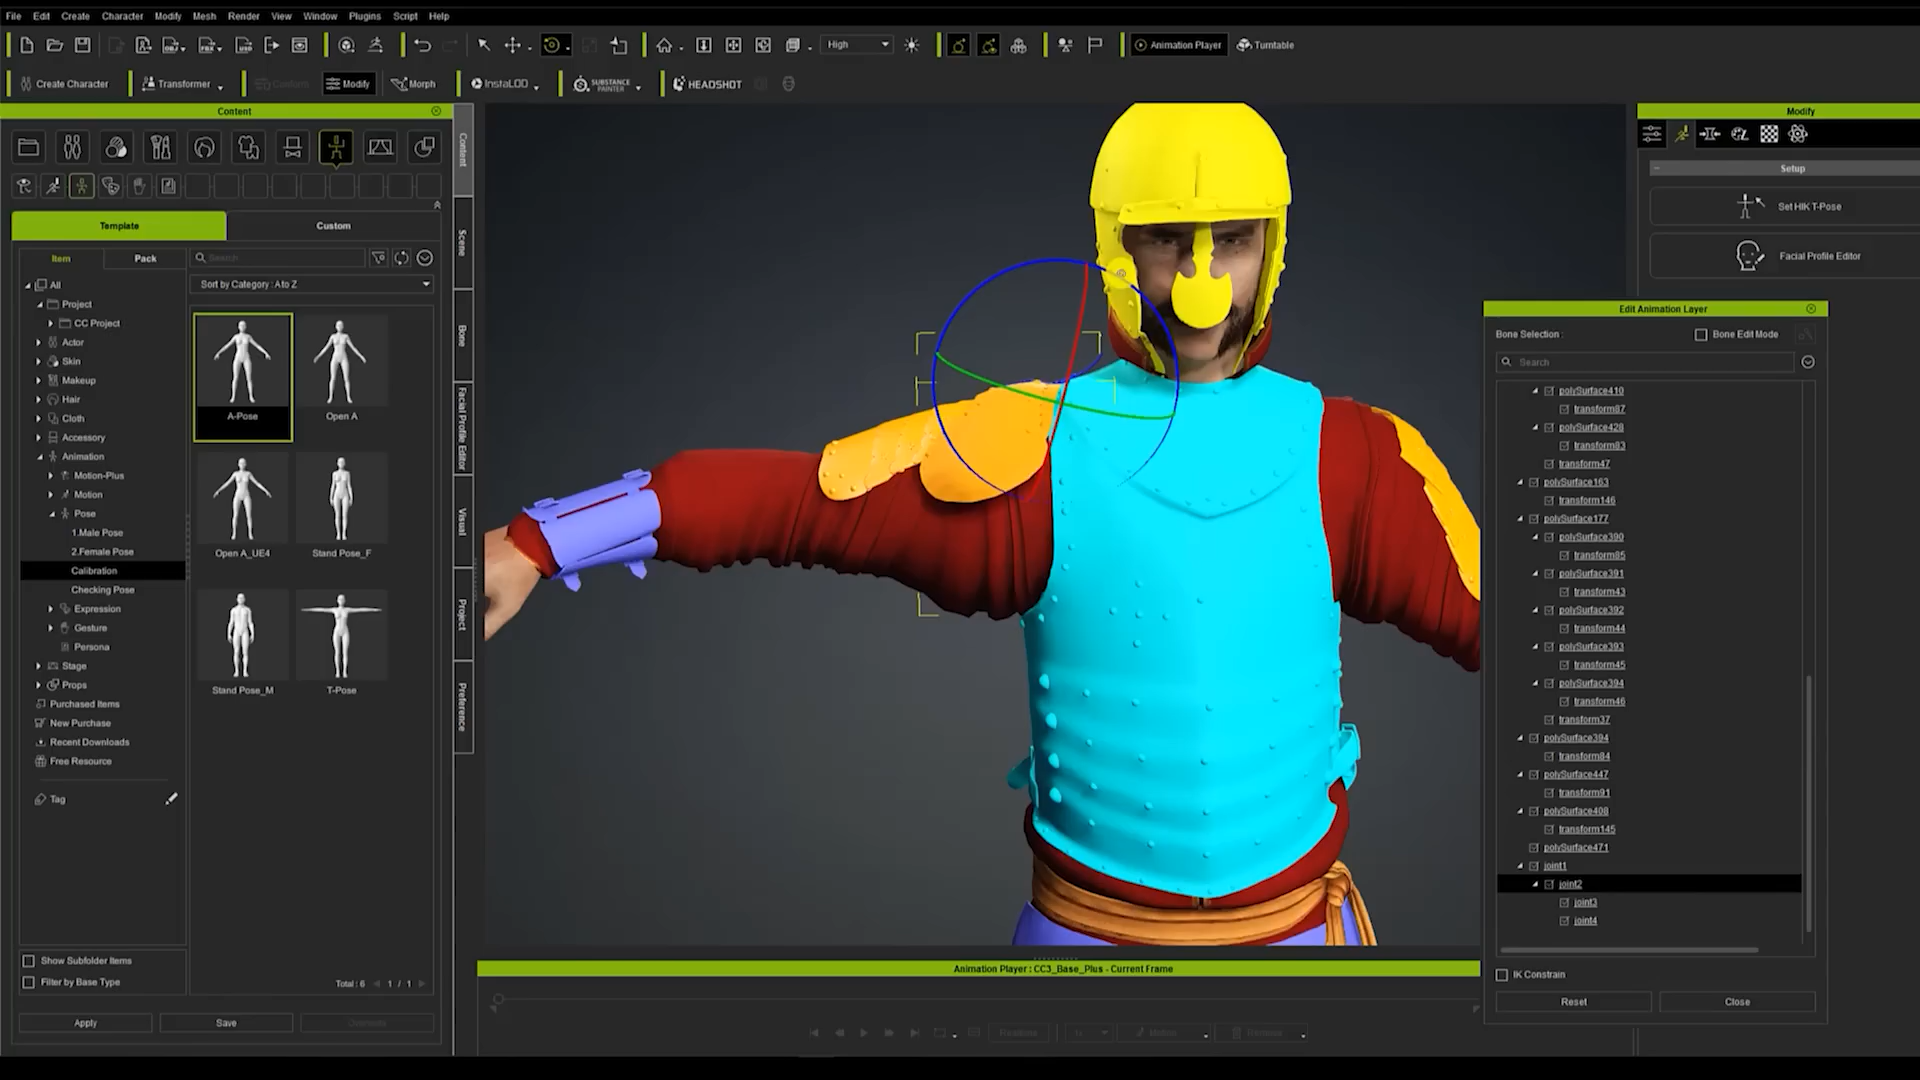 File Edit Create Character Modify Mesh Render View Window Plugins Script Help
High Animation Player Turntable
Create Character Transformer Conform Modify Morph InstaLOD SUBSTANCE PAINTER HEADSHOT
Content
Template Custom
Item Pack Search
Sort by Category : A to Z
All
Project
CC Project
Actor
Skin
Makeup
Hair
Cloth
Accessory
Animation
Motion-Plus
Motion
Pose
1.Male Pose
2.Female Pose
Calibration
Checking Pose
Expression
Gesture
Persona
Stage
Props
Purchased Items
New Purchase
Recent Downloads
Free Resource
Tag
A-Pose Open A
Open A_UE4 Stand Pose_F
Stand Pose_M T-Pose
Show Subfolder Items
Filter by Base Type
Total : 6 1 / 1
Apply Save
Content
Scene
Bone
Facial Profile Editor
Visual
Project
Preference
Animation Player : CC3_Base_Plus - Current Frame
Modify
Setup
Set HIK T-Pose
Facial Profile Editor
Edit Animation Layer
Bone Selection : Bone Edit Mode
Search
polySurface410
transform87
polySurface428
transform83
transform47
polySurface163
transform146
polySurface177
polySurface390
transform85
polySurface391
transform43
polySurface392
transform44
polySurface393
transform45
polySurface394
transform46
transform37
polySurface394
transform84
polySurface447
transform91
polySurface408
transform145
polySurface471
joint1
joint2
joint3
joint4
IK Constrain
Reset Close